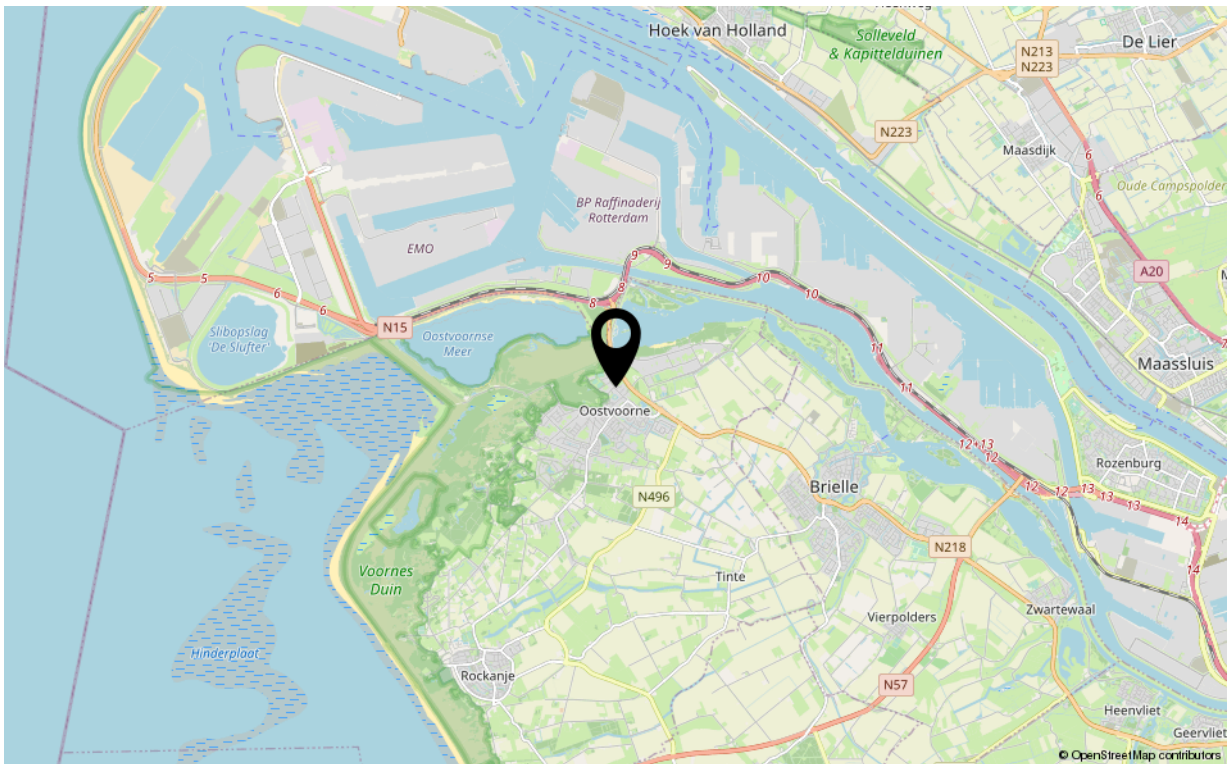 Hoek van Holland
Solleveld
& Kapittelduinen
De Lier
N213
N223
N223
Maasdijk
6
6
Oude Campspolder
BP Raffinaderij
Rotterdam
EMO
A20
5
5
6
6
9
9
8
8
10
10
N15
Slibopslag
'De Slufter'
Oostvoornse
Meer
11
11
Maassluis
7
Oostvoorne
12+13
12
Rozenburg
Brielle
N496
12
12
13
13
14
14
N218
Voornes
Duin
Tinte
Zwartewaal
Vierpolders
Hinderplaat
Rockanje
N57
Heenvliet
Geervliet
© OpenStreetMap contributors